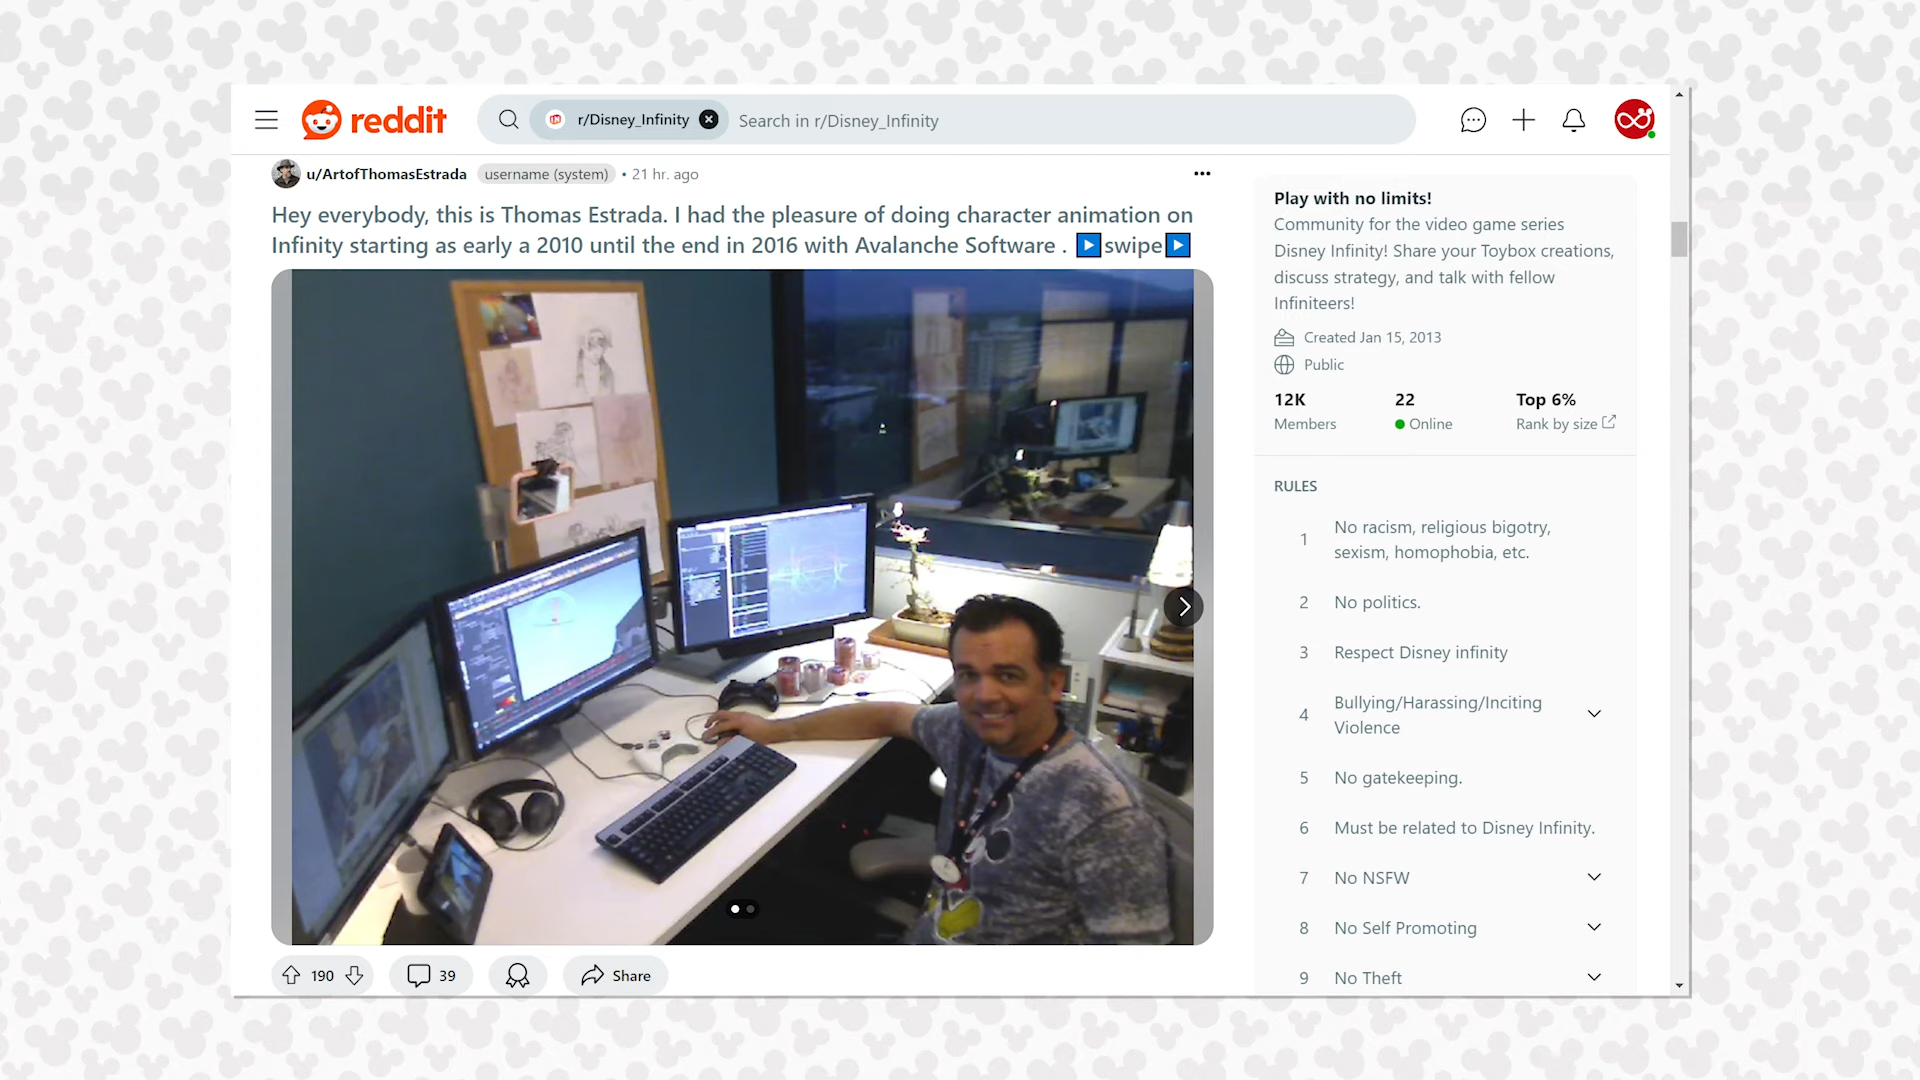 reddit
r/Disney_Infinity
Search in r/Disney_Infinity
u/ArtofThomasEstrada username (system) • 21 hr. ago
Hey everybody, this is Thomas Estrada. I had the pleasure of doing character animation on
Infinity starting as early a 2010 until the end in 2016 with Avalanche Software . ▶️swipe▶️
190
39
Share
Play with no limits!
Community for the video game series
Disney Infinity! Share your Toybox creations,
discuss strategy, and talk with fellow
Infiniteers!
Created Jan 15, 2013
Public
12K 22 Top 6%
Members Online Rank by size
RULES
1 No racism, religious bigotry,
sexism, homophobia, etc.
2 No politics.
3 Respect Disney infinity
4 Bullying/Harassing/Inciting
Violence
5 No gatekeeping.
6 Must be related to Disney Infinity.
7 No NSFW
8 No Self Promoting
9 No Theft